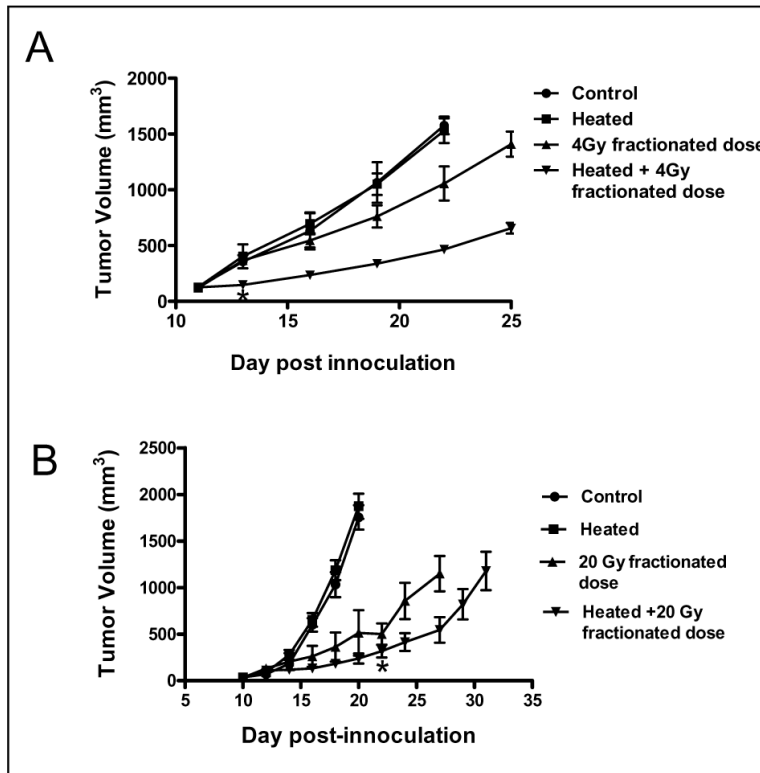 A
Tumor Volume (mm3)
2000
1500
1000
500
0
10
15
20
25
Day post innoculation
Control
Heated
4Gy fractionated dose
Heated + 4Gy
fractionated dose
*
B
Tumor Volume (mm3)
2500
2000
1500
1000
500
0
5
10
15
20
25
30
35
Day post-innoculation
Control
Heated
20 Gy fractionated
dose
Heated +20 Gy
fractionated dose
*